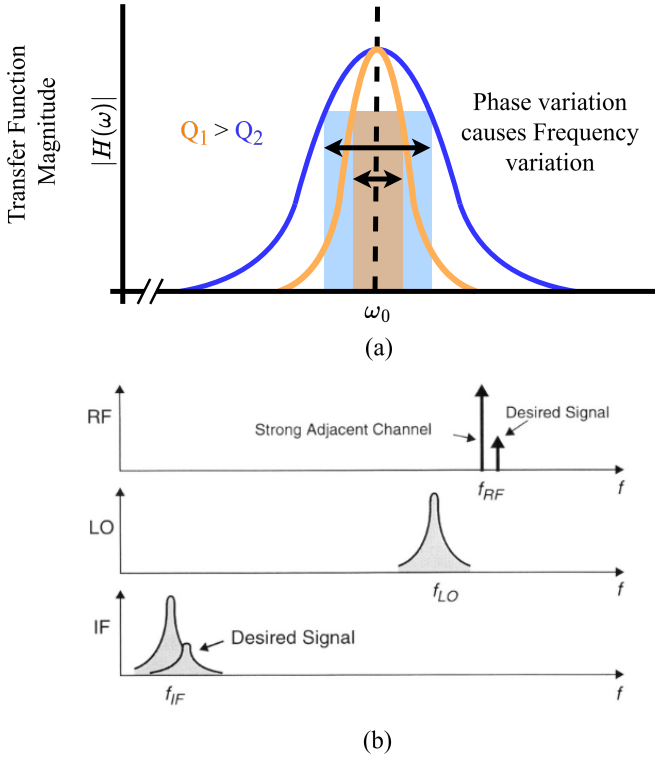 Transfer Function
Magnitude
|H(ω)|
Q1 > Q2
Phase variation
causes Frequency
variation
ω0
(a)
RF
Strong Adjacent Channel
Desired Signal
fRF
f
LO
fLO
f
IF
Desired Signal
fIF
f
(b)